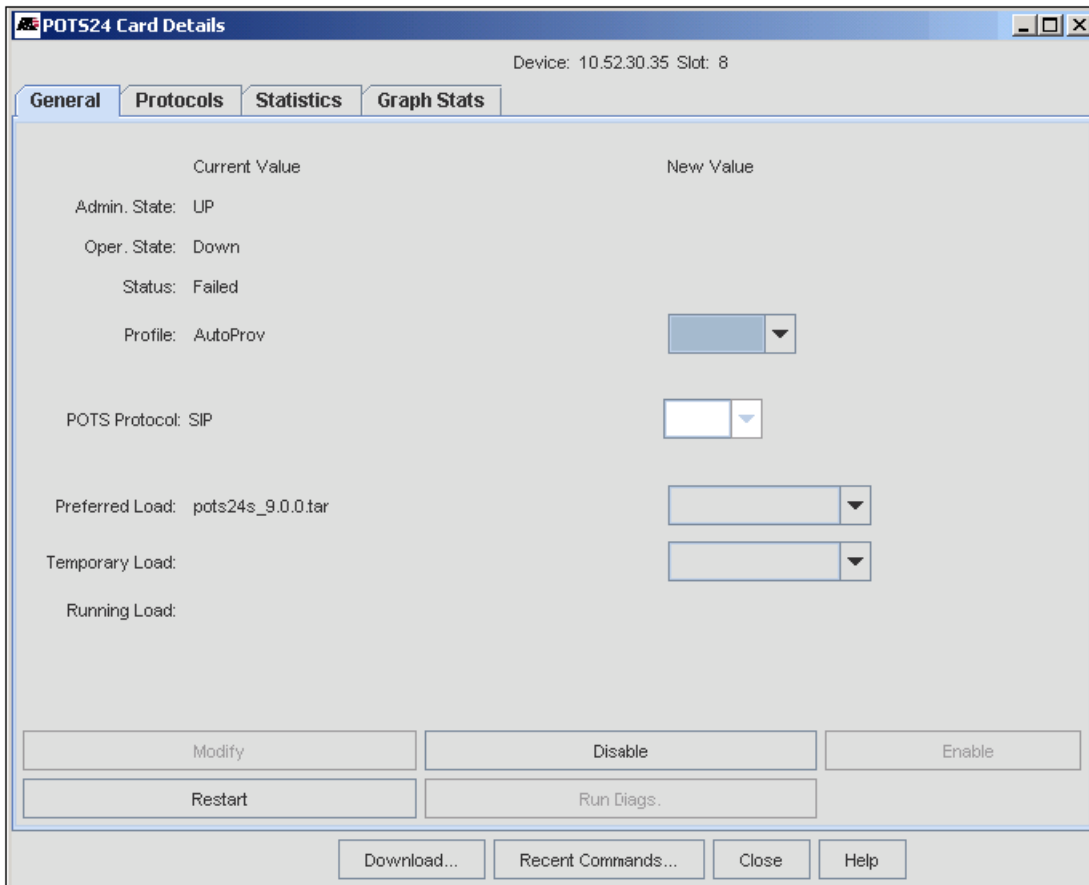 POTS24 Card Details
Device: 10.52.30.35 Slot: 8
General Protocols Statistics Graph Stats
Current Value New Value
Admin. State: UP
Oper. State: Down
Status: Failed
Profile: AutoProv
POTS Protocol: SIP
Preferred Load: pots24s_9.0.0.tar
Temporary Load:
Running Load:
Modify Disable Enable
Restart Run Diags.
Download... Recent Commands... Close Help